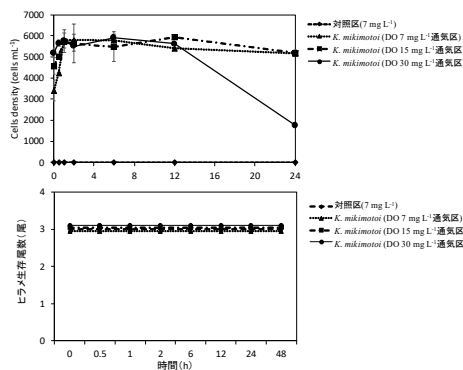 7000
6000
5000
4000
3000
2000
1000
0
Cells density (cells mL⁻¹)
0 4 8 12 16 20 24
対照区(7 mg L⁻¹)
K. mikimotoi (DO 7 mg L⁻¹通気区)
K. mikimotoi (DO 15 mg L⁻¹通気区)
K. mikimotoi (DO 30 mg L⁻¹通気区)
4
3
2
1
0
ヒラメ生存尾数(尾)
0 0.5 1 2 6 12 24 48
時間(h)
対照区(7 mg L⁻¹)
K. mikimotoi (DO 7 mg L⁻¹通気区)
K. mikimotoi (DO 15 mg L⁻¹通気区)
K. mikimotoi (DO 30 mg L⁻¹通気区)